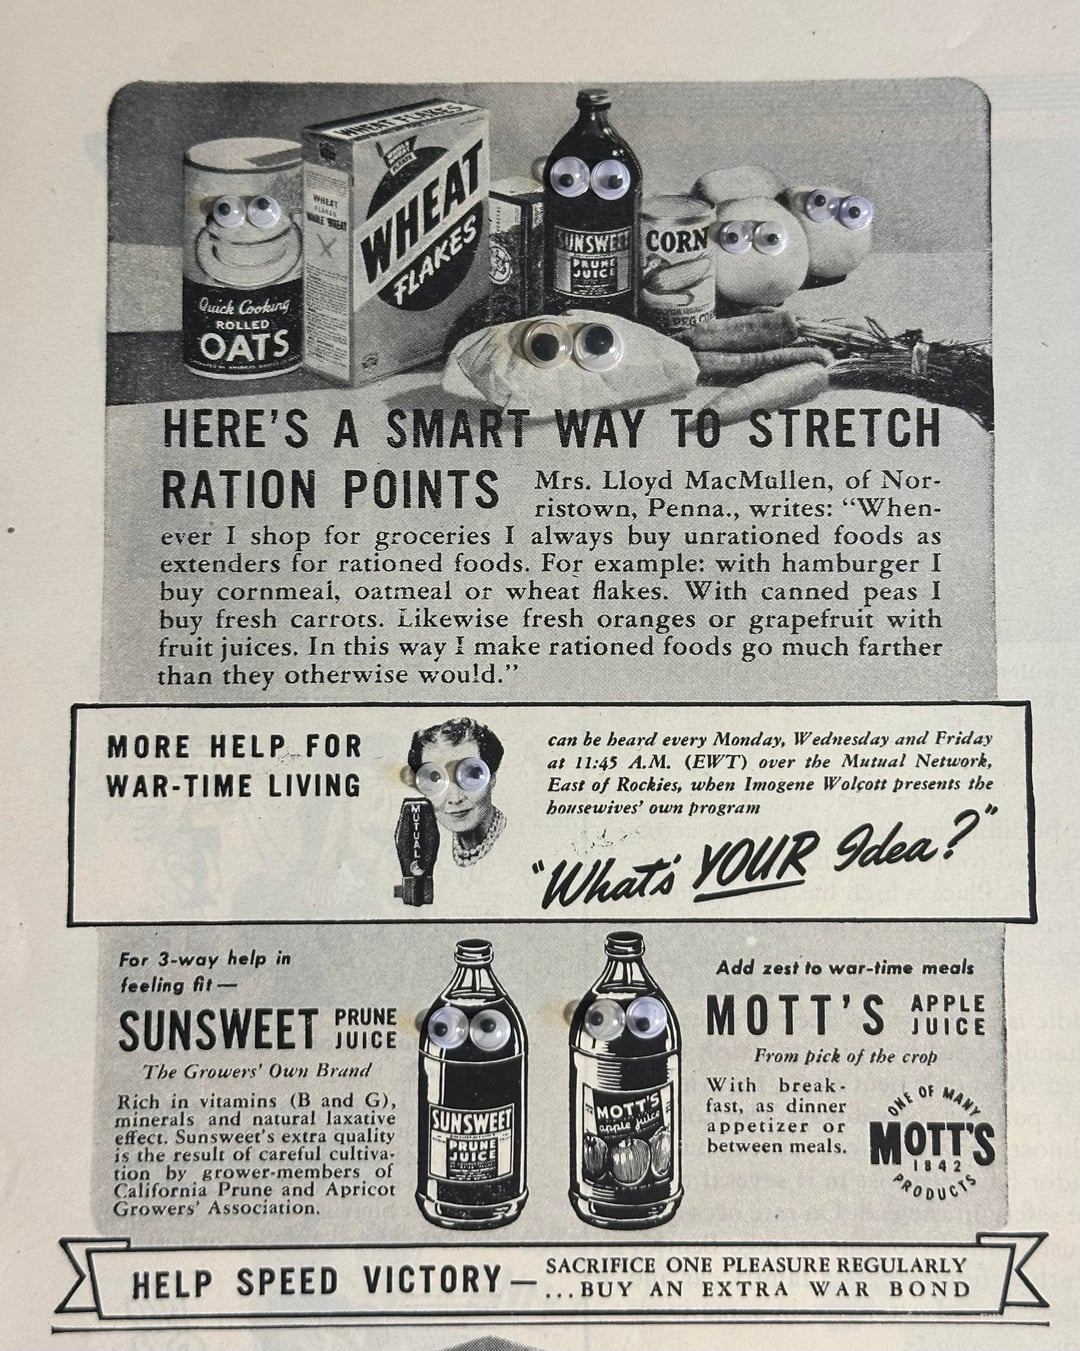 WHEAT FLAKES
WHEAT
FLAKES
WHOLE WHEAT
WHEAT
FLAKES
SUNSWEET
PRUNE
JUICE
CORN
Quick Cooking
ROLLED
OATS
HERE'S A SMART WAY TO STRETCH
RATION POINTS Mrs. Lloyd MacMullen, of Nor-
ristown, Penna., writes: "When-
ever I shop for groceries I always buy unrationed foods as
extenders for rationed foods. For example: with hamburger I
buy cornmeal, oatmeal or wheat flakes. With canned peas I
buy fresh carrots. Likewise fresh oranges or grapefruit with
fruit juices. In this way I make rationed foods go much farther
than they otherwise would."
MORE HELP FOR
WAR-TIME LIVING
MUTUAL
can be heard every Monday, Wednesday and Friday
at 11:45 A.M. (EWT) over the Mutual Network,
East of Rockies, when Imogene Wolcott presents the
housewives' own program
"What's YOUR Idea?"
For 3-way help in
feeling fit—
SUNSWEET PRUNE
JUICE
The Growers' Own Brand
Rich in vitamins (B and G),
minerals and natural laxative
effect. Sunsweet's extra quality
is the result of careful cultiva-
tion by grower-members of
California Prune and Apricot
Growers' Association.
SUNSWEET
PRUNE
JUICE
MOTT'S
apple juice
Add zest to war-time meals
MOTT'S APPLE
JUICE
From pick of the crop
With break-
fast, as dinner
appetizer or
between meals.
ONE OF MANY
MOTT'S
1842
PRODUCTS
HELP SPEED VICTORY— SACRIFICE ONE PLEASURE REGULARLY
...BUY AN EXTRA WAR BOND